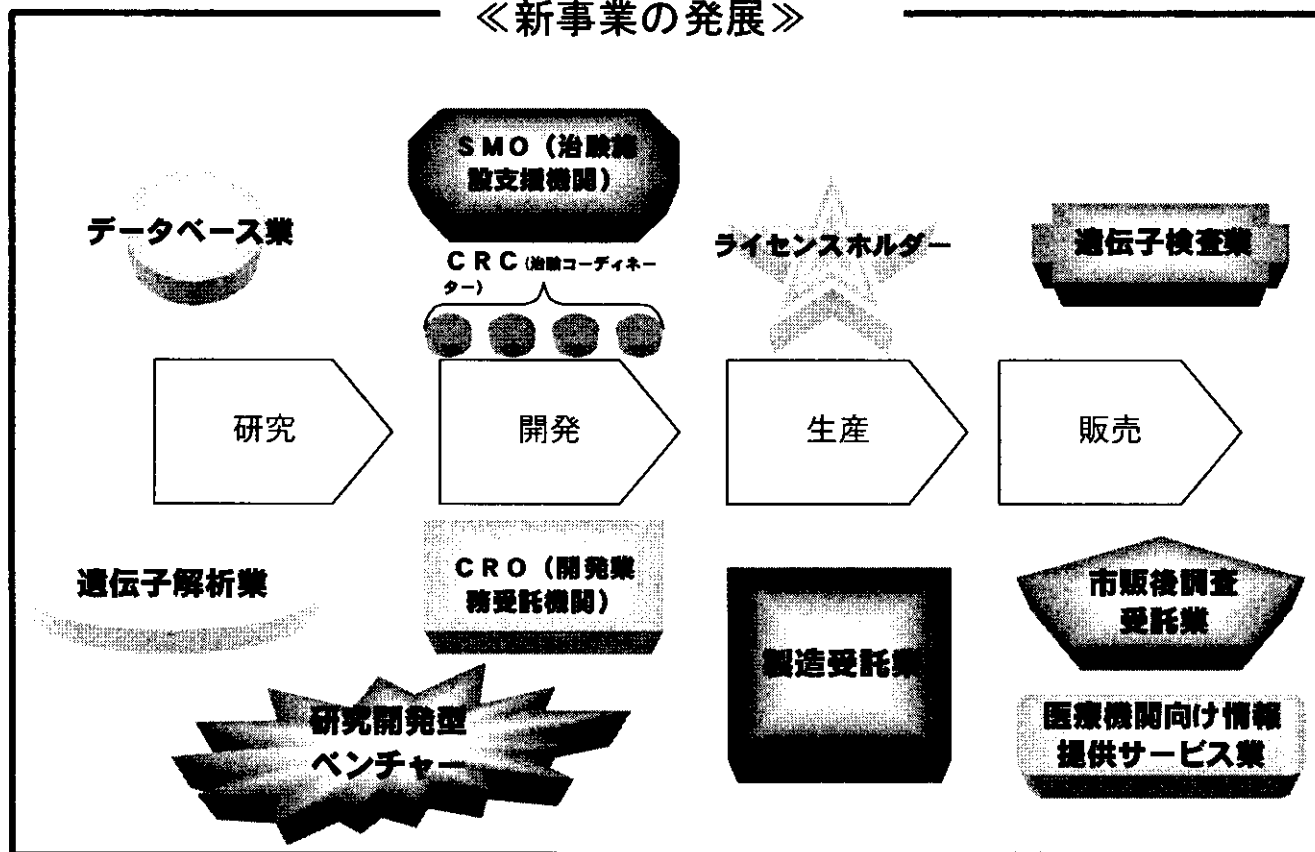 ≪新事業の発展≫
SMO（治験施
設支援機関）
データベース業
CRC（治験コーディネー
ター）
ライセンスホルダー
遺伝子検査業
研究
開発
生産
販売
遺伝子解析業
CRO（開発業
務受託機関）
製造受託業
市販後調査
受託業
研究開発型
ベンチャー
医療機関向け情報
提供サービス業